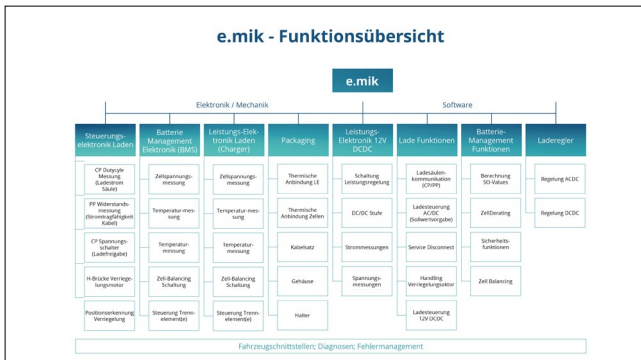 e.mik - Funktionsübersicht
e.mik
Elektronik / Mechanik
Software
Steuerungs-
elektronik Laden
CP Dutycyle
Messung
(Ladestrom
Säule)
PP Widerstands-
messung
(Stromtragfähigkeit
Kabel)
CP Spannungs-
schalter
(Ladefreigabe)
H-Brücke Verriege-
lungsmotor
Positionserkennung
Verriegelung
Batterie
Management
Elektronik (BMS)
Zellspannungs-
messung
Temperatur-mes-
sung
Temperatur-
messung
Zell-Balancing
Schaltung
Steuerung Trenn-
element(e)
Leistungs-Elek-
tronik Laden
(Charger)
Zellspannungs-
messung
Temperatur-mes-
sung
Temperatur-
messung
Zell-Balancing
Schaltung
Steuerung Trenn-
element(e)
Packaging
Thermische
Anbindung LE
Thermische
Anbindung Zellen
Kabelsatz
Gehäuse
Halter
Leistungs-
Elektronik 12V
DCDC
Schaltung
Leistungsregelung
DC/DC Stufe
Strommessungen
Spannungs-
messungen
Lade Funktionen
Ladesäulen-
kommunikation
(CP/PP)
Ladesteuerung
AC/DC
(Sollwertvorgabe)
Service Disconnect
Handling
Verriegelungsaktor
Ladesteuerung
12V DCDC
Batterie-
Management
Funktionen
Berechnung
SO-Values
ZellDerating
Sicherheits-
funktionen
Zell Balancing
Laderegler
Regelung ACDC
Regelung DCDC
Fahrzeugschnittstellen; Diagnosen; Fehlermanagement